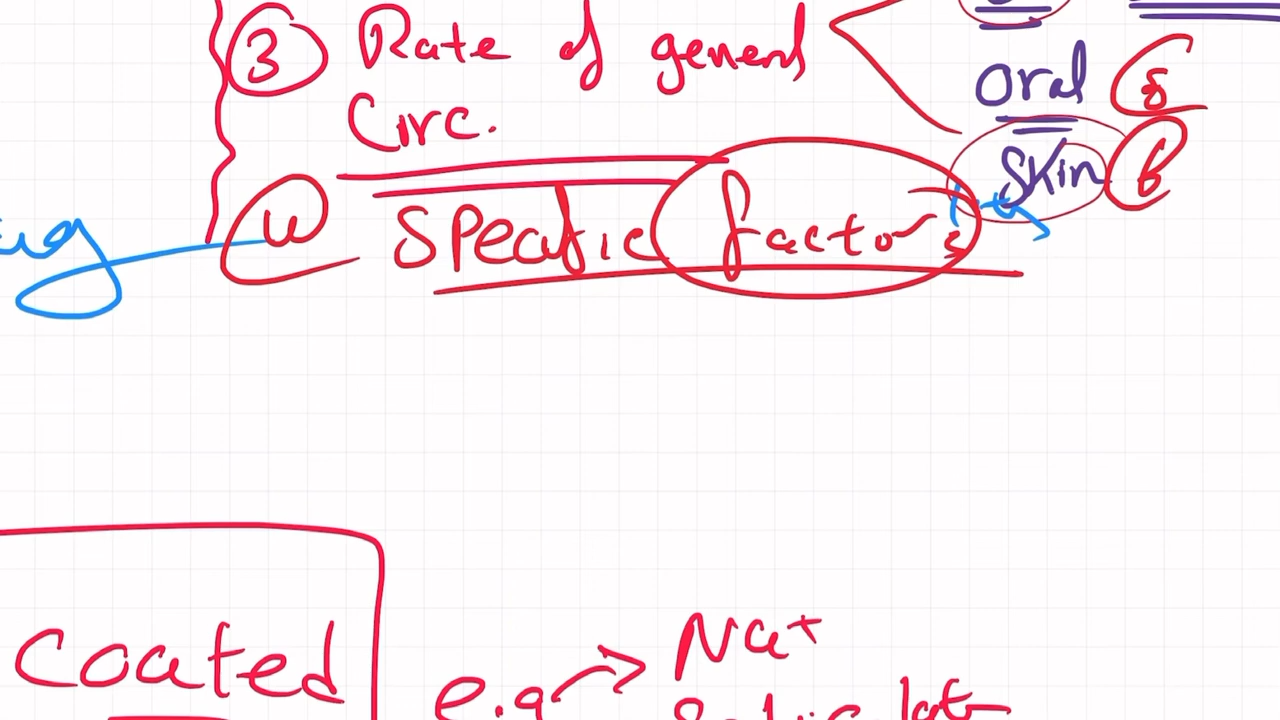 3 Rate of general
Circ.
4 Specific factors
oral 5
Skin 6
Coated
e.g → Na+